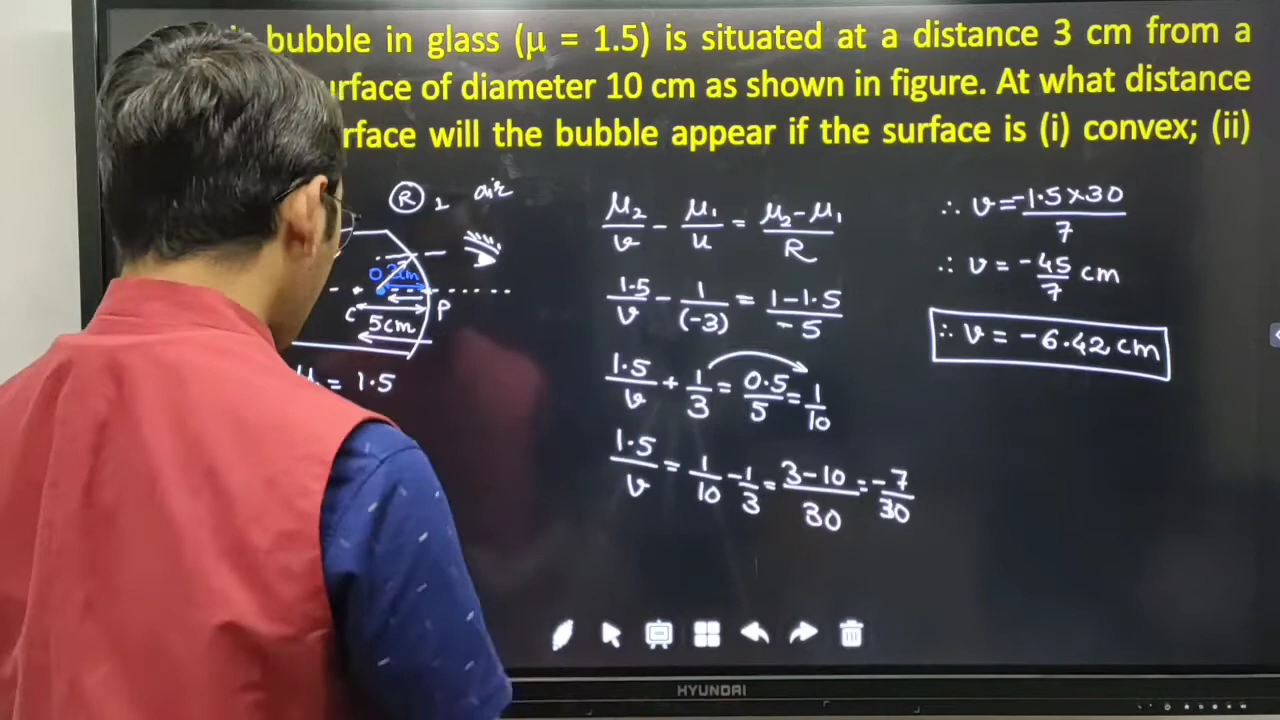 bubble in glass (μ = 1.5) is situated at a distance 3 cm from a
of diameter 10 cm as shown in figure. At what distance
will the bubble appear if the surface is (i) convex; (ii)
R 2 air
O 3cm
C P
5cm
= 1.5
μ₂/v - μ₁/u = μ₂-μ₁/R
1.5/v - 1/(-3) = 1-1.5/-5
1.5/v + 1/3 = 0.5/5 = 1/10
1.5/v = 1/10 - 1/3 = 3-10/30 = -7/30
∴ v = -1.5×30/7
∴ v = -45/7 cm
∴ v = -6.42 cm
HYUNDAI